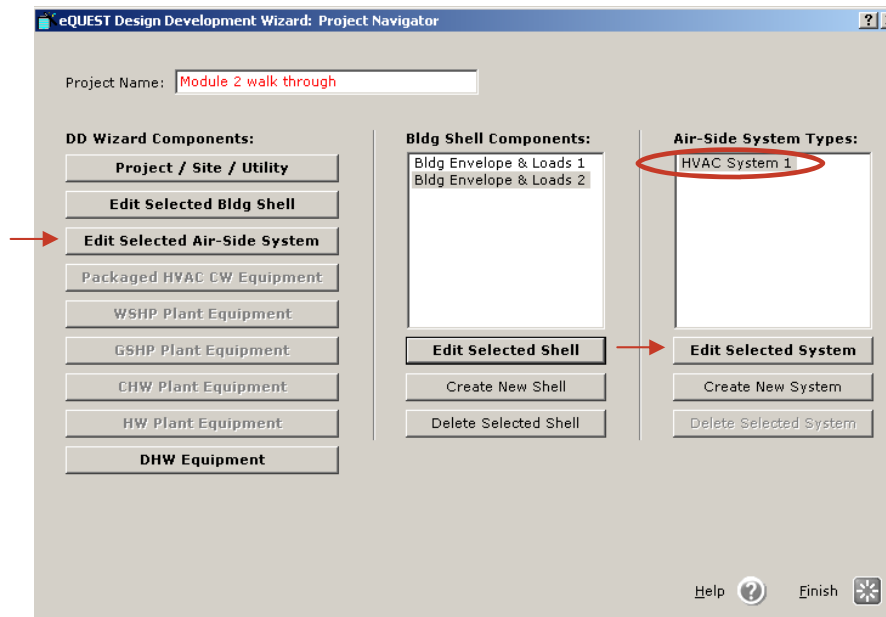 eQUEST Design Development Wizard: Project Navigator
Project Name: Module 2 walk through
DD Wizard Components:
Project / Site / Utility
Edit Selected Bldg Shell
Edit Selected Air-Side System
Packaged HVAC CW Equipment
WSHP Plant Equipment
GSHP Plant Equipment
CHW Plant Equipment
HW Plant Equipment
DHW Equipment
Bldg Shell Components:
Bldg Envelope & Loads 1
Bldg Envelope & Loads 2
Edit Selected Shell
Create New Shell
Delete Selected Shell
Air-Side System Types:
HVAC System 1
Edit Selected System
Create New System
Delete Selected System
Help ?
Finish